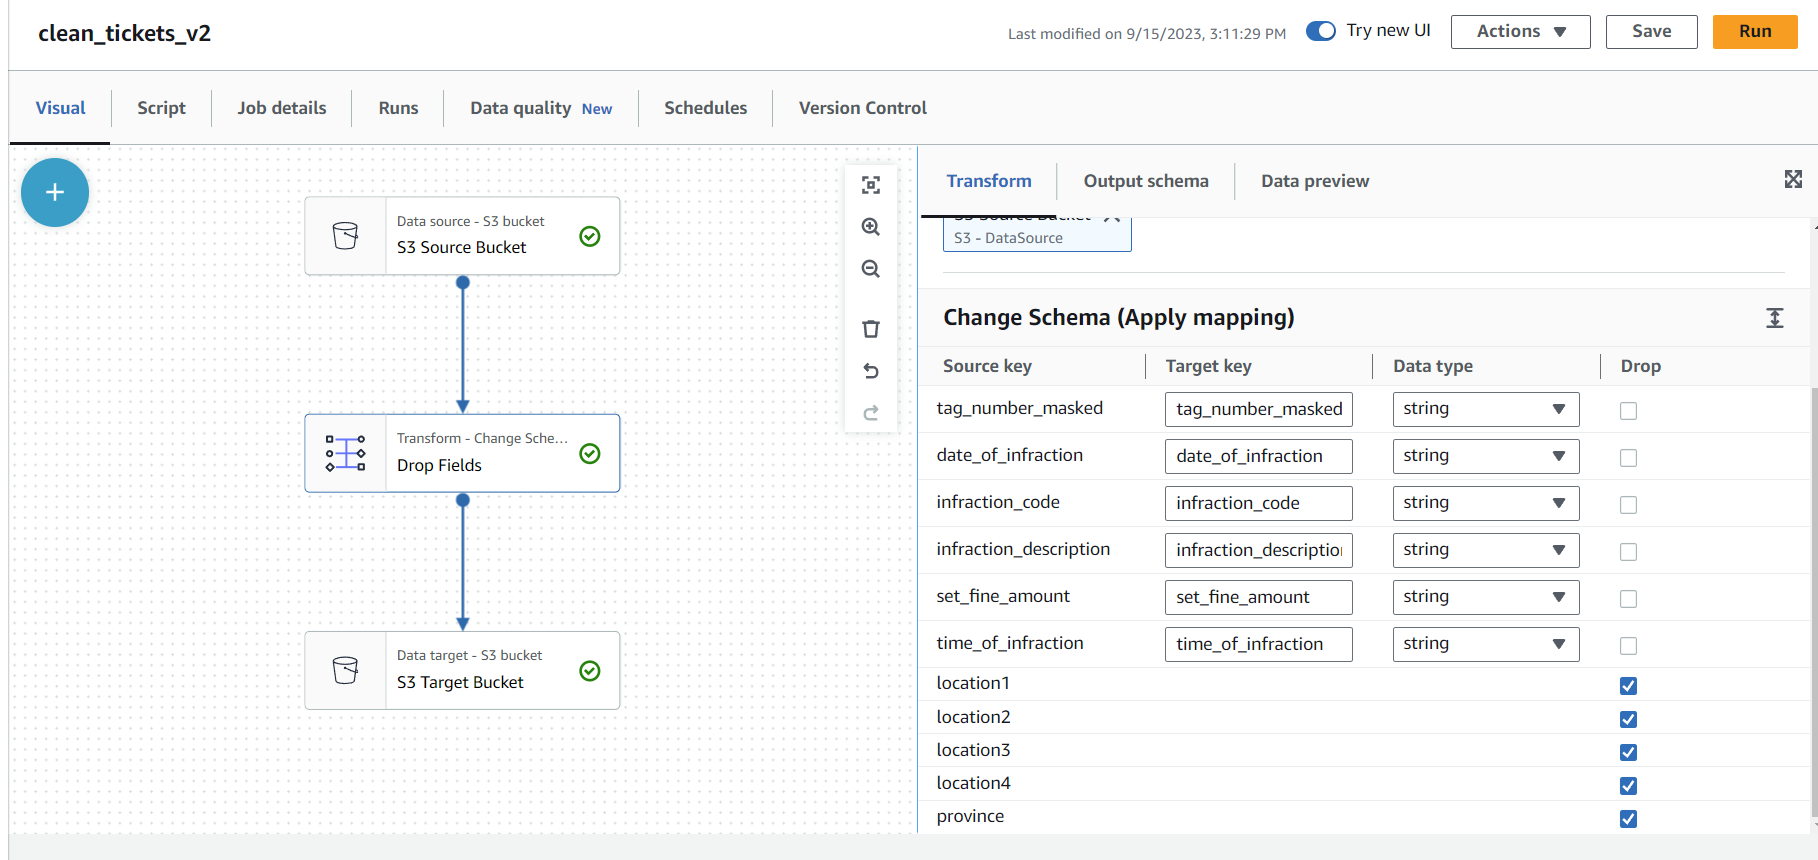 clean_tickets_v2
Last modified on 9/15/2023, 3:11:29 PM
Try new UI
Actions
Save
Run
Visual
Script
Job details
Runs
Data quality New
Schedules
Version Control
Data source - S3 bucket
S3 Source Bucket
Transform - Change Sche...
Drop Fields
Data target - S3 bucket
S3 Target Bucket
Transform
Output schema
Data preview
S3 Source Bucket
S3 - DataSource
Change Schema (Apply mapping)
Source key Target key Data type Drop
tag_number_masked tag_number_masked string
date_of_infraction date_of_infraction string
infraction_code infraction_code string
infraction_description infraction_description string
set_fine_amount set_fine_amount string
time_of_infraction time_of_infraction string
location1
location2
location3
location4
province